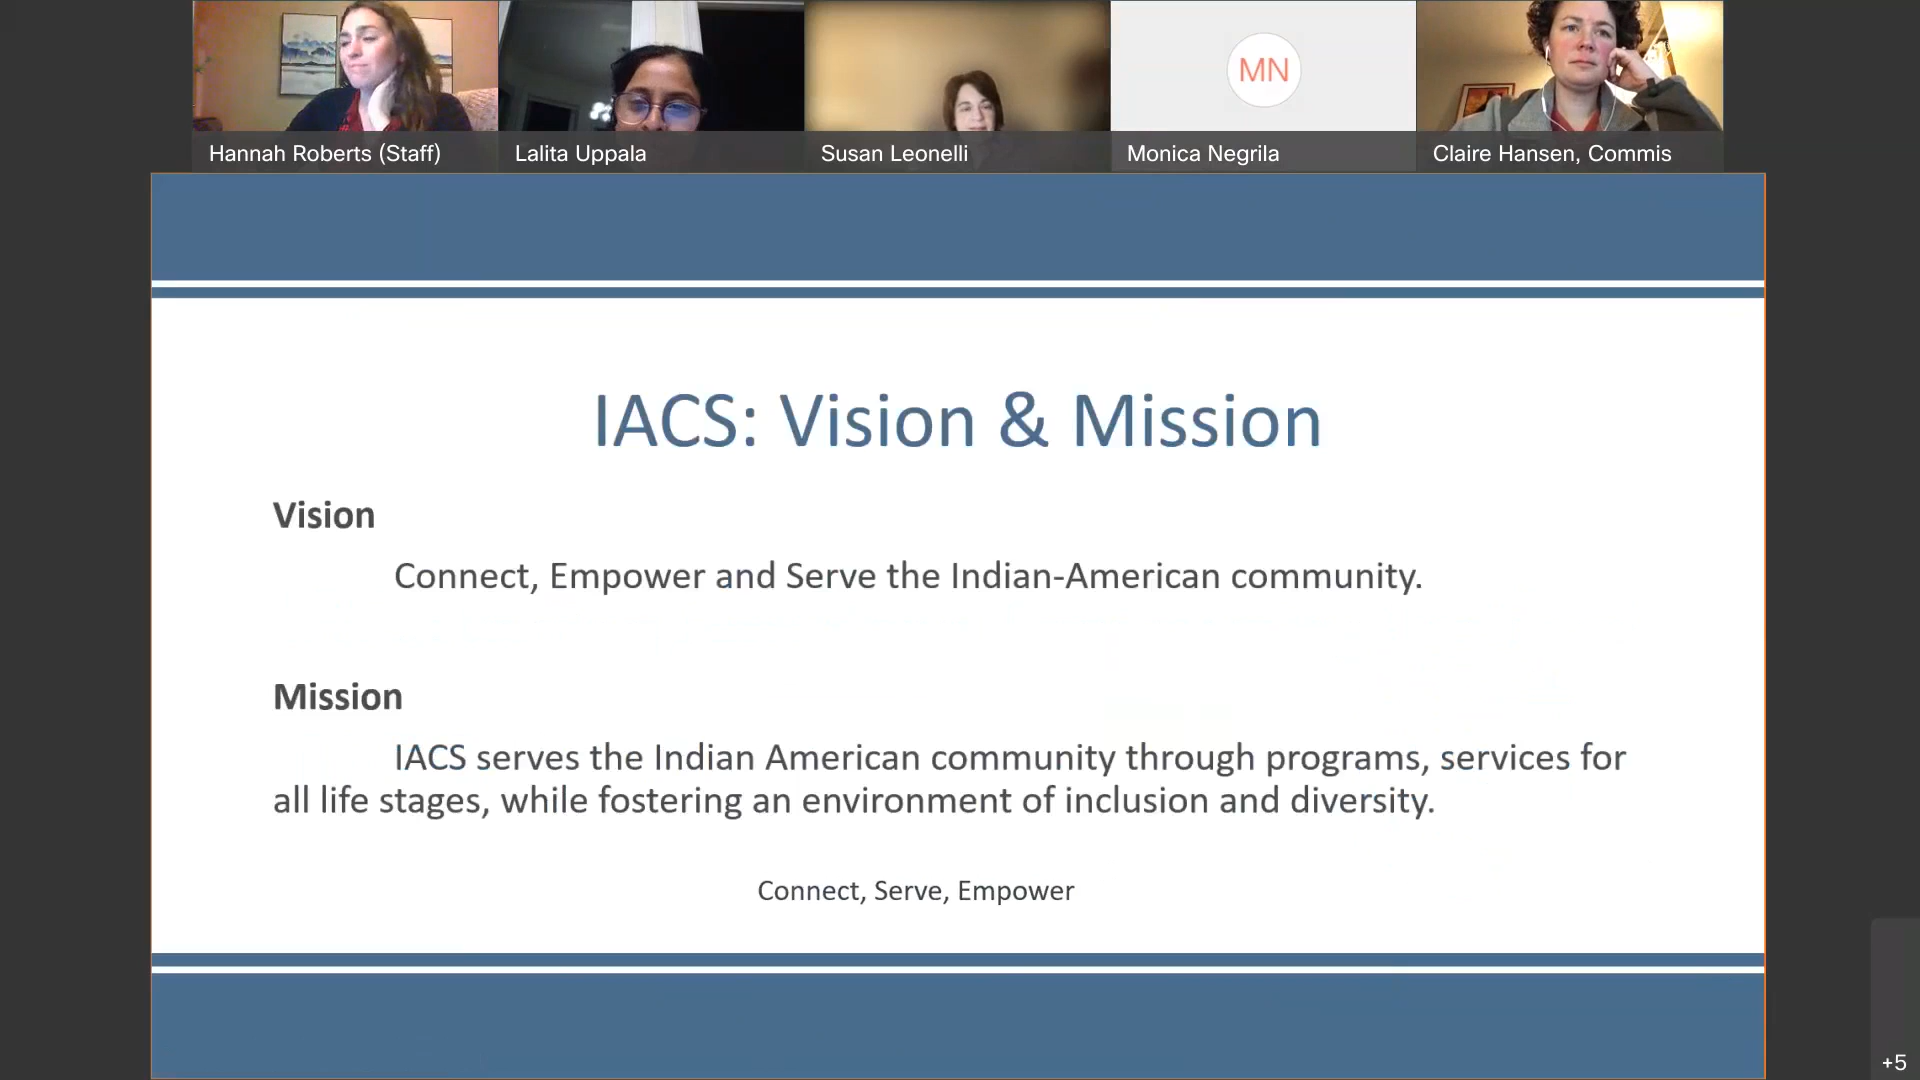 MN
Hannah Roberts (Staff)
Lalita Uppala
Susan Leonelli
Monica Negrila
Claire Hansen, Commis
IACS: Vision & Mission
Vision
Connect, Empower and Serve the Indian-American community.
Mission
IACS serves the Indian American community through programs, services for
all life stages, while fostering an environment of inclusion and diversity.
Connect, Serve, Empower
+5